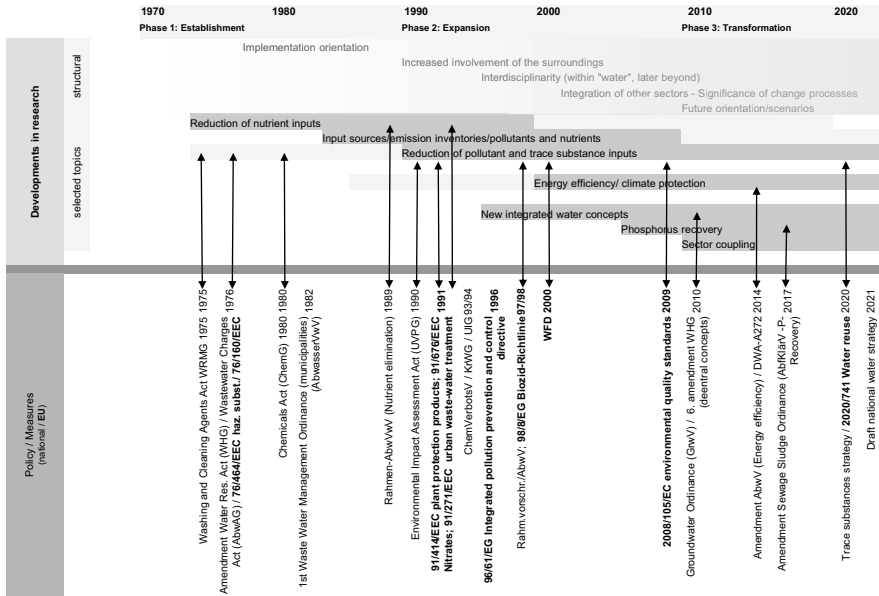 1970 1980 1990 2000 2010 2020
Phase 1: Establishment Phase 2: Expansion Phase 3: Transformation
Developments in research
structural
Implementation orientation
Increased involvement of the surroundings
Interdisciplinarity (within "water", later beyond)
Integration of other sectors - Significance of change processes
Future orientation/scenarios
selected topics
Reduction of nutrient inputs
Input sources/emission inventories/pollutants and nutrients
Reduction of pollutant and trace substance inputs
Energy efficiency/ climate protection
New integrated water concepts
Phosphorus recovery
Sector coupling
Policy / Measures
(national / EU)
Washing and Cleaning Agents Act WRMG 1975 1975
Amendment Water Res. Act (WHG) / Wastewater Charges 1976
Act (AbwAG) / 76/464/EEC haz. subst./ 76/160/EEC
Chemicals Act (ChemG) 1980 1980
1st Waste Water Management Ordinance (municipalities) 1982
(AbwasserVwV)
Rahmen-AbwVwV (Nutrient elimination) 1989
Environmental Impact Assessment Act (UVPG) 1990
91/414/EEC plant protection products; 91/676/EEC 1991
Nitrates; 91/271/EEC urban waste-water treatment
ChemVerbotsV / KrWG / UIG 93/94
96/61/EG Integrated pollution prevention and control 1996
directive
Rahm.vorschr./AbwV; 98/8/EG Biozid-Richtlinie 97/98
WFD 2000
2008/105/EC environmental quality standards 2009
Groundwater Ordinance (GrwV) / 6. amendment WHG 2010
(deentral concepts)
Amendment AbwV (Energy efficiency) / DWA-A272 2014
Amendment Sewage Sludge Ordinance (AbfKlärV -P- 2017
Recovery)
Trace substances strategy / 2020/741 Water reuse 2020
Draft national water strategy 2021